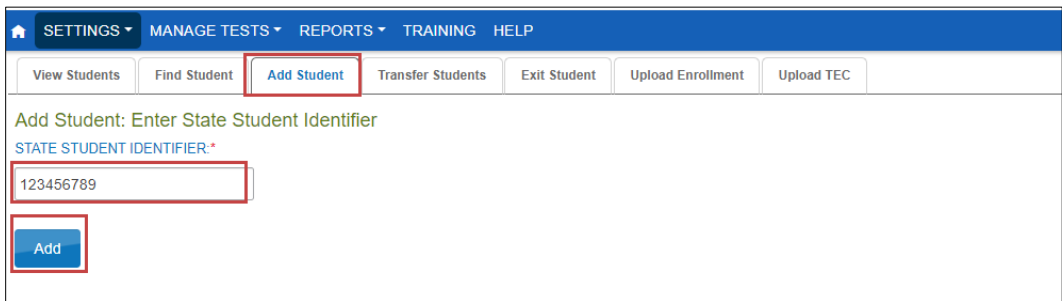 SETTINGS MANAGE TESTS REPORTS TRAINING HELP
View Students Find Student Add Student Transfer Students Exit Student Upload Enrollment Upload TEC
Add Student: Enter State Student Identifier
STATE STUDENT IDENTIFIER:*
123456789
Add